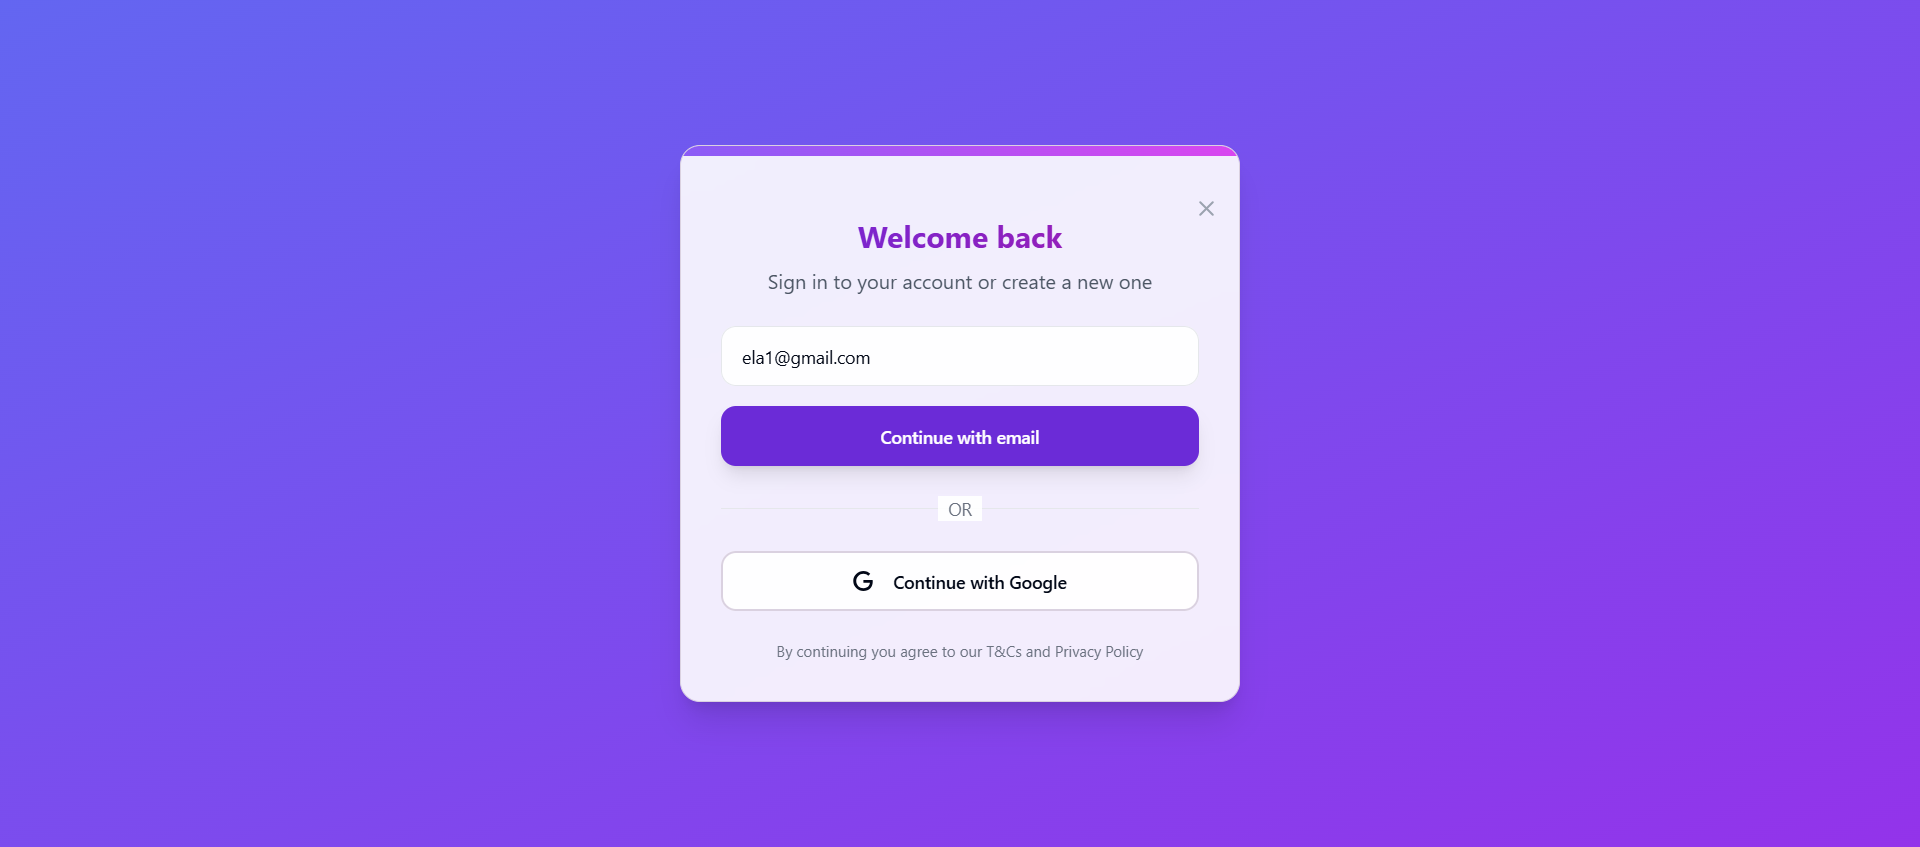 Welcome back
Sign in to your account or create a new one
ela1@gmail.com
Continue with email
OR
Continue with Google
By continuing you agree to our T&Cs and Privacy Policy